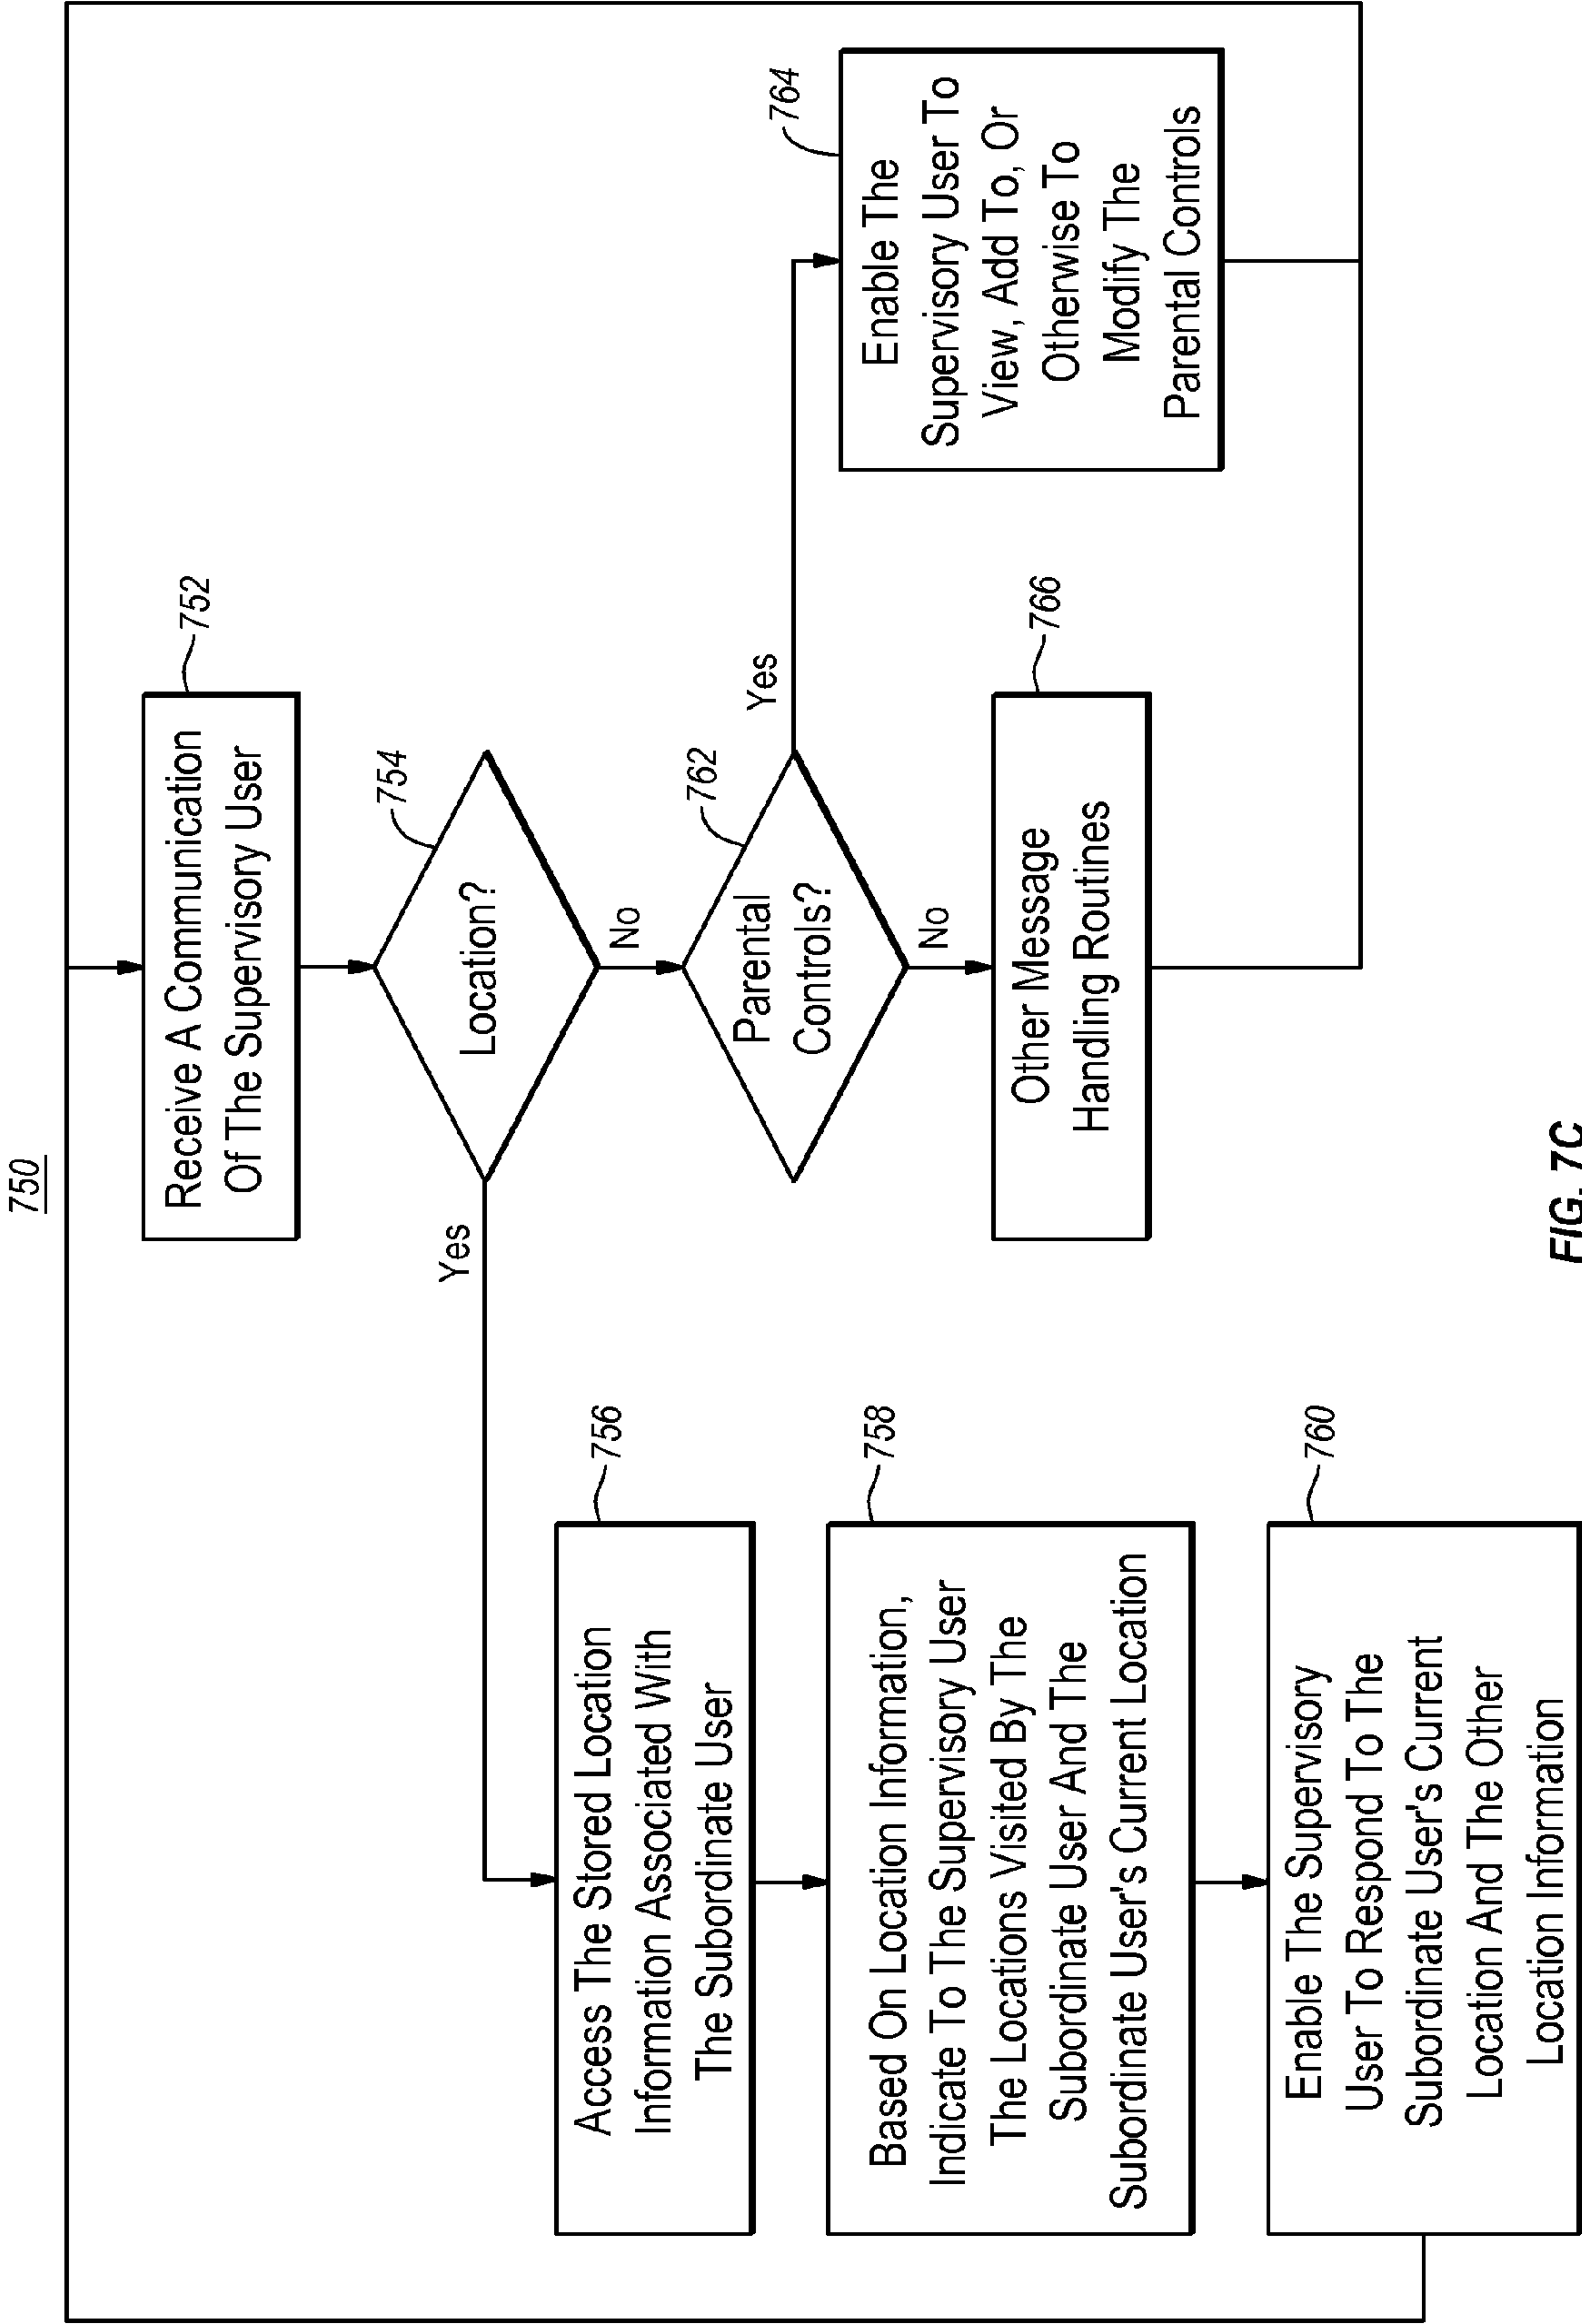 750
Receive A Communication
Of The Supervisory User
752
Location?
754
Yes
No
Access The Stored Location
Information Associated With
The Subordinate User
756
Based On Location Information,
Indicate To The Supervisory User
The Locations Visited By The
Subordinate User And The
Subordinate User's Current Location
758
Enable The Supervisory
User To Respond To The
Subordinate User's Current
Location And The Other
Location Information
760
Parental
Controls?
762
Yes
No
Enable The
Supervisory User To
View, Add To, Or
Otherwise To
Modify The
Parental Controls
764
Other Message
Handling Routines
766
FIG. 7C